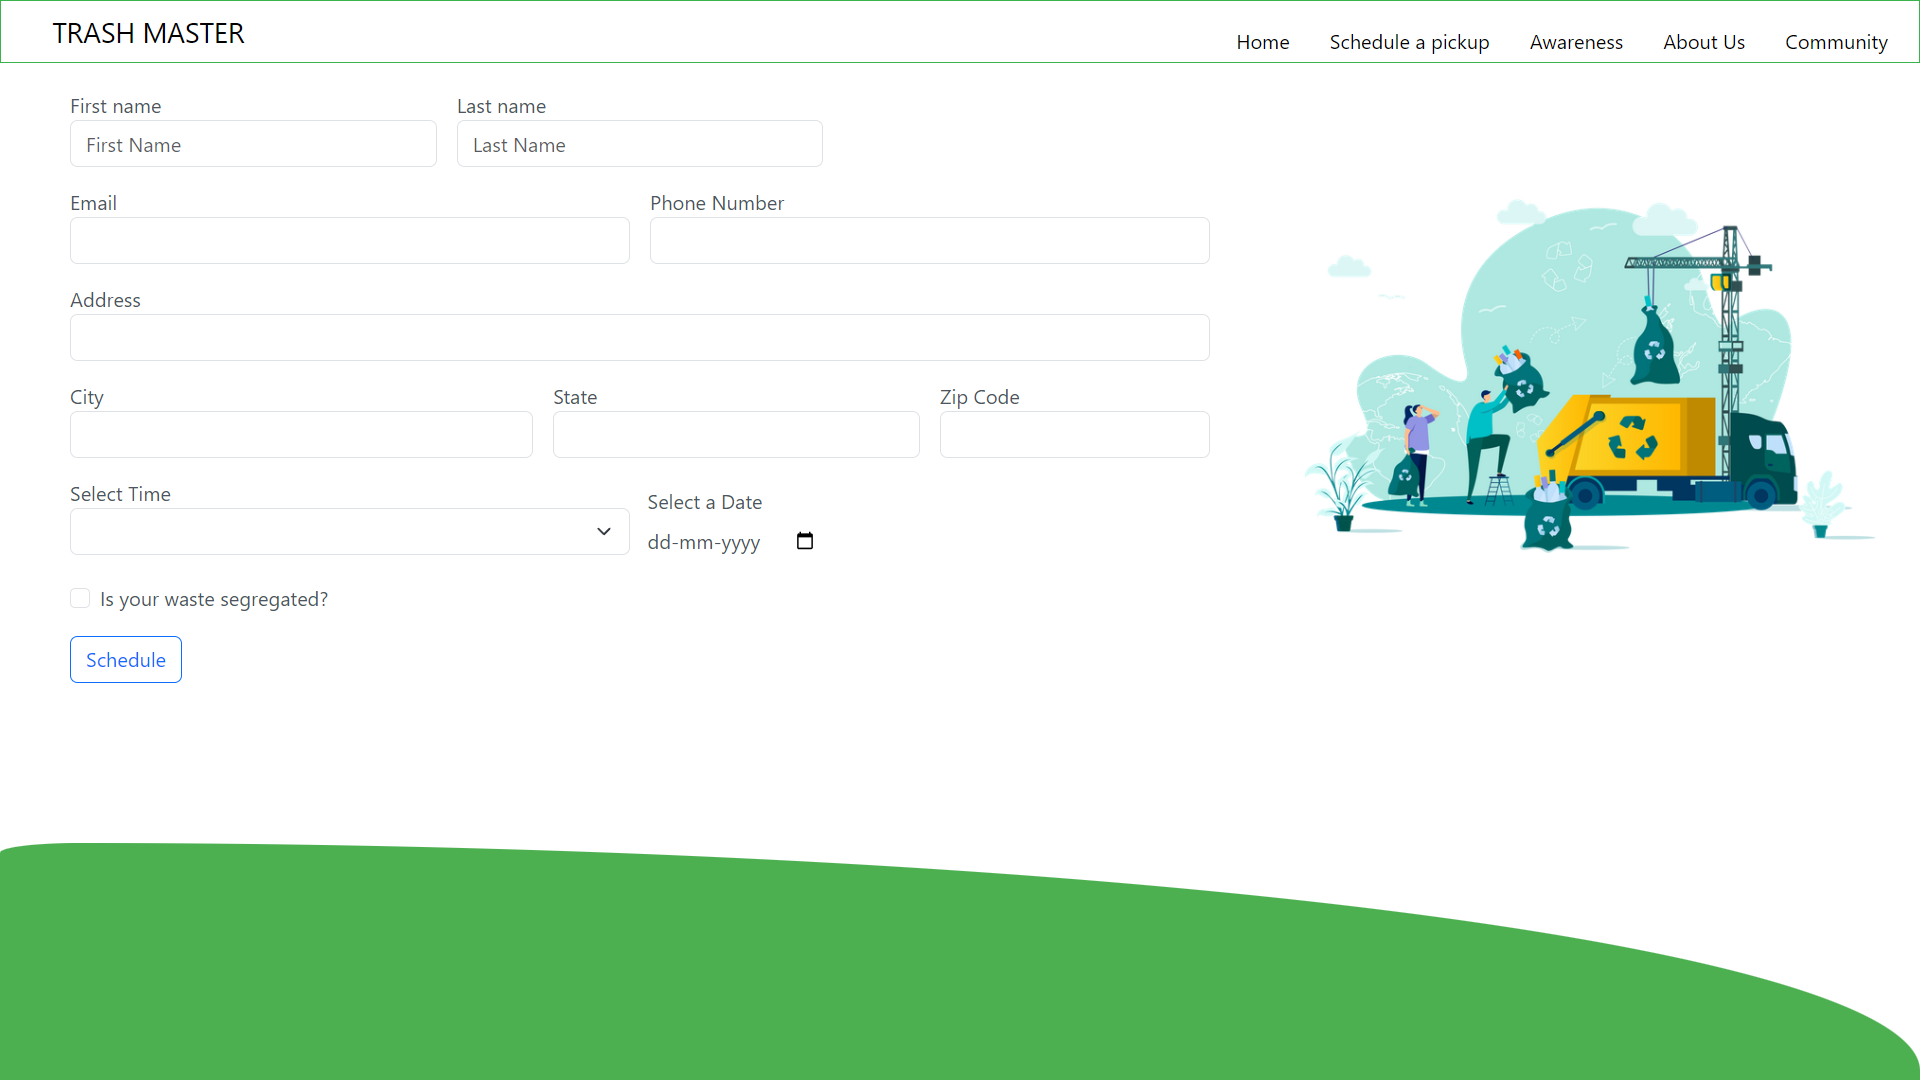 TRASH MASTER
Home Schedule a pickup Awareness About Us Community
First name Last name
First Name Last Name
Email Phone Number
Address
City State Zip Code
Select Time Select a Date
dd-mm-yyyy
Is your waste segregated?
Schedule